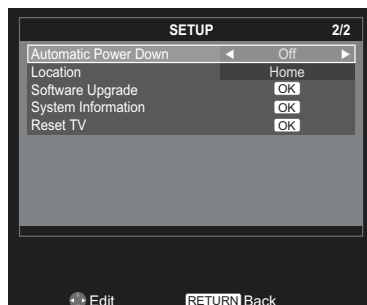 SETUP 2/2
Automatic Power Down Off
Location Home
Software Upgrade OK
System Information OK
Reset TV OK
Edit RETURN Back